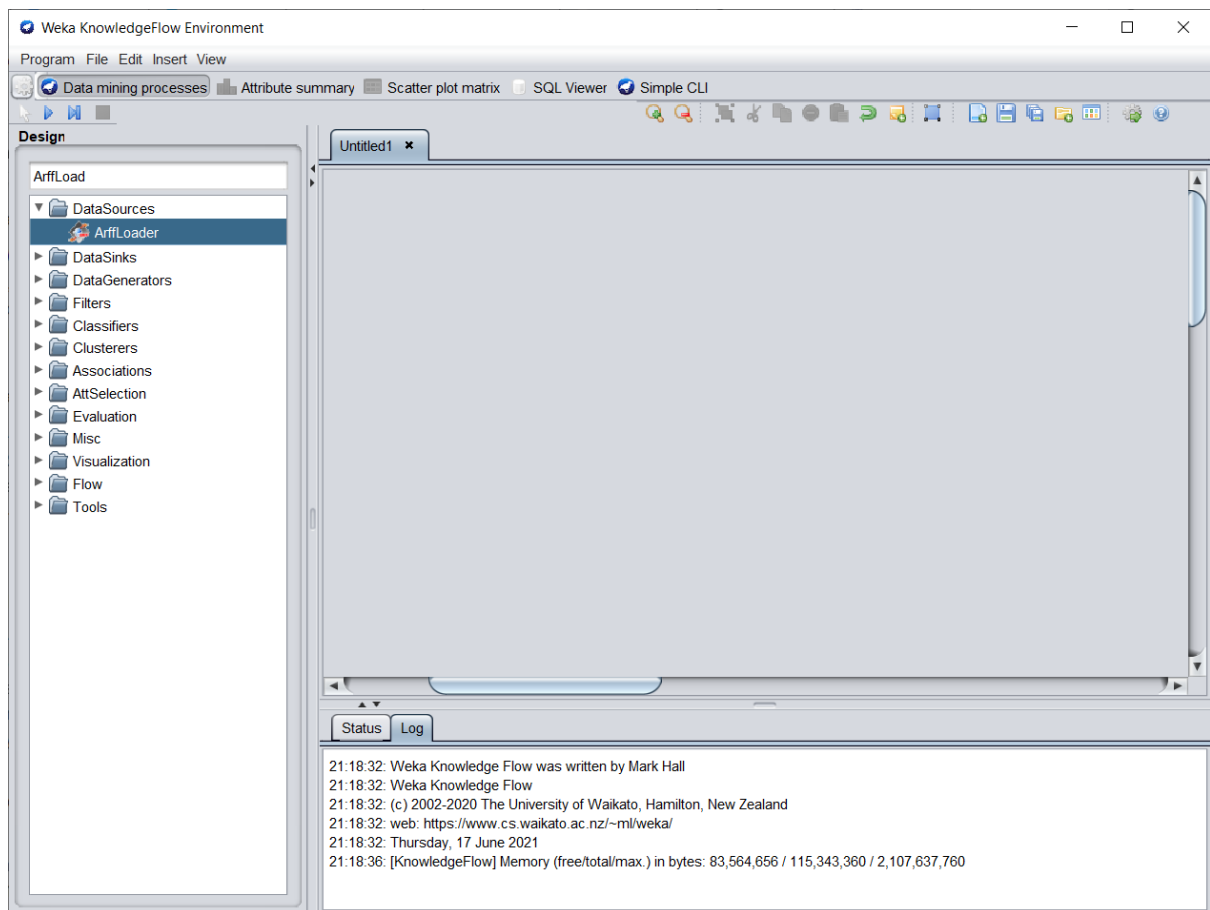 Weka KnowledgeFlow Environment
Program File Edit Insert View
Data mining processes Attribute summary Scatter plot matrix SQL Viewer Simple CLI
Design
Untitled1
ArffLoad
DataSources
ArffLoader
DataSinks
DataGenerators
Filters
Classifiers
Clusterers
Associations
AttSelection
Evaluation
Misc
Visualization
Flow
Tools
Status Log
21:18:32: Weka Knowledge Flow was written by Mark Hall
21:18:32: Weka Knowledge Flow
21:18:32: (c) 2002-2020 The University of Waikato, Hamilton, New Zealand
21:18:32: web: https://www.cs.waikato.ac.nz/~ml/weka/
21:18:32: Thursday, 17 June 2021
21:18:36: [KnowledgeFlow] Memory (free/total/max.) in bytes: 83,564,656 / 115,343,360 / 2,107,637,760